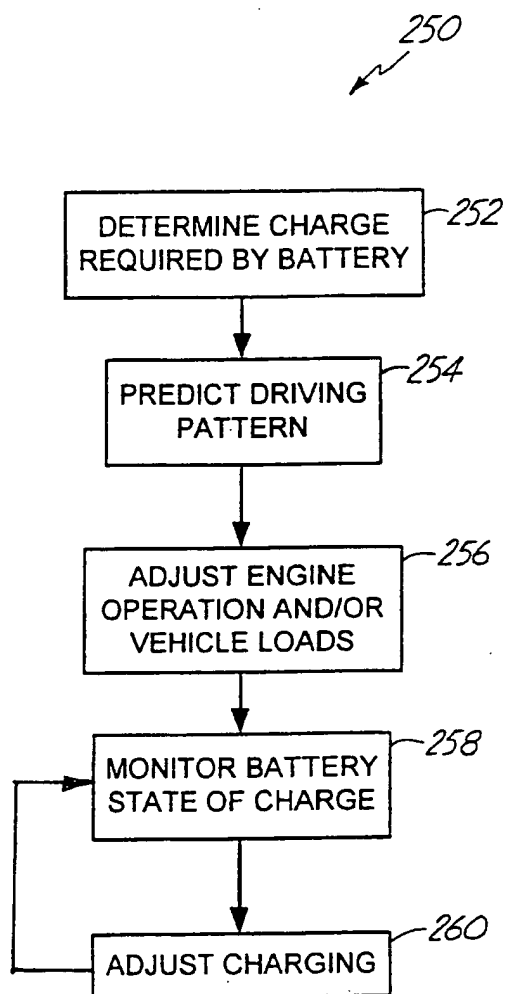 250
DETERMINE CHARGE
REQUIRED BY BATTERY
252
PREDICT DRIVING
PATTERN
254
ADJUST ENGINE
OPERATION AND/OR
VEHICLE LOADS
256
MONITOR BATTERY
STATE OF CHARGE
258
ADJUST CHARGING
260